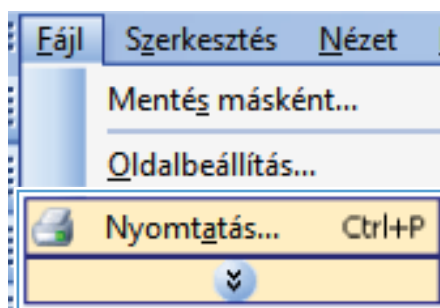 Fájl Szerkesztés Nézet
Mentés másként...
Oldalbeállítás...
Nyomtatás... Ctrl+P